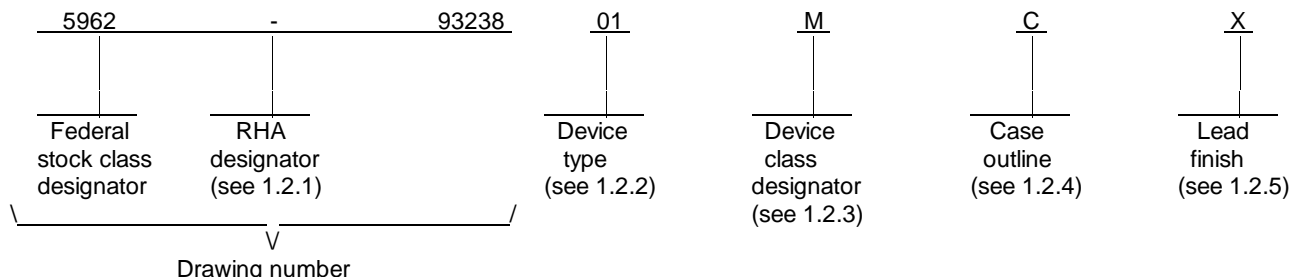 5962 - 93238 01 M C X
Federal stock class designator
RHA designator (see 1.2.1)
Device type (see 1.2.2)
Device class designator (see 1.2.3)
Case outline (see 1.2.4)
Lead finish (see 1.2.5)
Drawing number